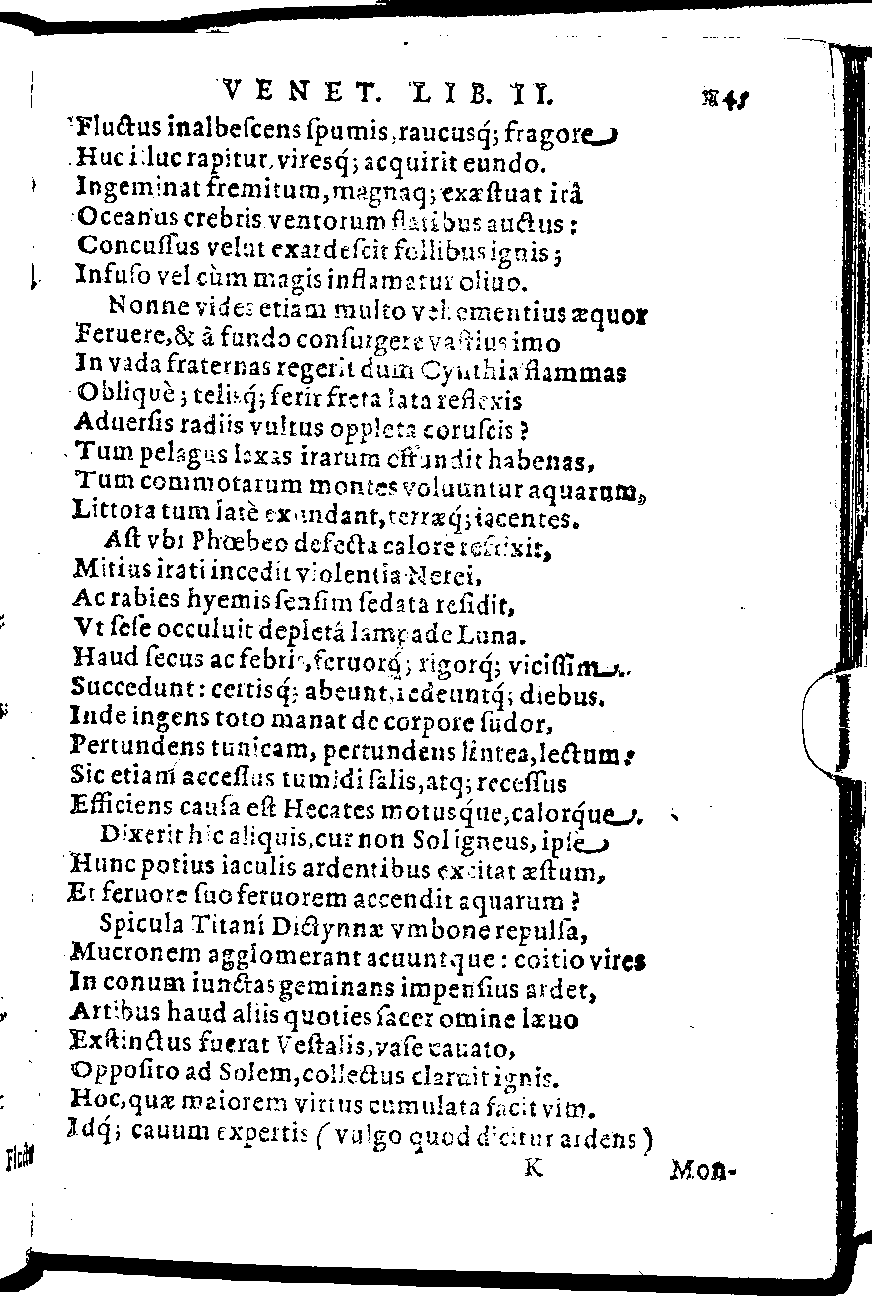 VENET. LIB. II. 145
Fluctus inalbeſcens ſpumis, raucusq́; fragore
Huc illuc rapitur, viresq́; acquirit eundo.
Ingeminat fremitum, magnaq; exæſtuat irâ
Oceanus crebris ventorum flatibus auctus:
Concuſſus velut exardeſcit follibus ignis;
Infuſo vel cùm magis inflamatur oliuo.
Nonne vides etiam multo vehementius æquor
Feruere, & â fundo conſurgere vaſtius imo
In vada fraternas regerit dum Cynthia flammas
Obliquè; telisq́; ferit freta lata reflexis
Aduerſis radiis vultus oppleta coruſcis?
Tum pelagus laxas irarum effundit habenas,
Tum commotarum montes voluuntur aquarum,
Littora tum latè exundant, terræq́; iacentes.
Aſt vbi Phœbeo defecta calore refrixit,
Mitius irati incedit violentia Nerei,
Ac rabies hyemis ſenſim ſedata reſidit,
Vt ſeſe occuluit depletâ lampade Luna.
Haud ſecus ac febris, feruorq́; rigorq́; viciſſim
Succedunt: certisq́; abeunt, redeuntq́; diebus.
Inde ingens toto manat de corpore ſudor,
Pertundens tunicam, pertundens lintea, lectum:
Sic etiam acceſſus tumidi ſalis, atq; receſſus
Efficiens cauſa eſt Hecates motusq́ue, calorq́ue.
Dixerit hic aliquis, cur non Sol igneus, ipſe
Hunc potius iaculis ardentibus excitat æſtum,
Et feruore ſuo feruorem accendit aquarum?
Spicula Titani Dictynnæ vmbone repulſa,
Mucronem agglomerant acuuntque: coitio vires
In conum iunctas geminans impenſius ardet,
Artibus haud aliis quoties ſacer omine læuo
Exſtinctus fuerat Veſtalis, vaſe cauato,
Oppoſito ad Solem, collectus claruit ignis.
Hoc, quæ maiorem virtus cumulata facit vim.
Idq́; cauum expertis (vulgo quod dicitur ardens)
K Mon-